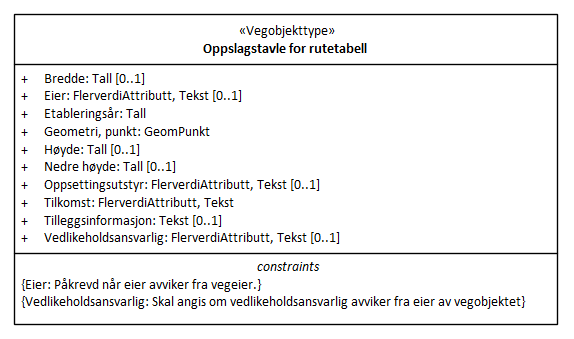 «Vegobjekttype»
Oppslagstavle for rutetabell
+ Bredde: Tall [0..1]
+ Eier: FlerverdiAttributt, Tekst [0..1]
+ Etableringsår: Tall
+ Geometri, punkt: GeomPunkt
+ Høyde: Tall [0..1]
+ Nedre høyde: Tall [0..1]
+ Oppsettingsutstyr: FlerverdiAttributt, Tekst [0..1]
+ Tilkomst: FlerverdiAttributt, Tekst
+ Tilleggsinformasjon: Tekst [0..1]
+ Vedlikeholdsansvarlig: FlerverdiAttributt, Tekst [0..1]
constraints
{Eier: Påkrevd når eier avviker fra vegeier.}
{Vedlikeholdsansvarlig: Skal angis om vedlikeholdsansvarlig avviker fra eier av vegobjektet}